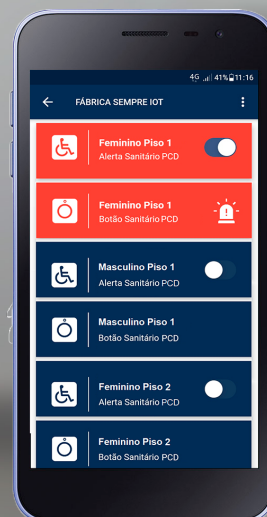 4G 41% 11:16
FÁBRICA SEMPRE IOT
Feminino Piso 1
Alerta Sanitário PCD
Feminino Piso 1
Botão Sanitário PCD
Masculino Piso 1
Alerta Sanitário PCD
Masculino Piso 1
Botão Sanitário PCD
Feminino Piso 2
Alerta Sanitário PCD
Feminino Piso 2
Botão Sanitário PCD